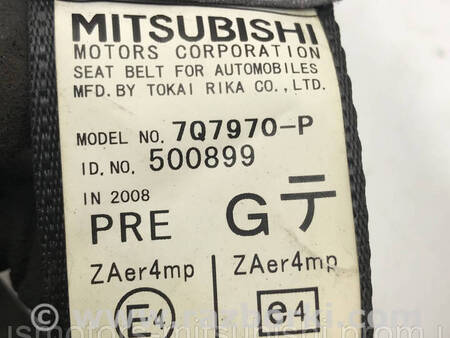 MITSUBISHI
MOTORS CORPORATION
SEAT BELT FOR AUTOMOBILES
MFD. BY TOKAI RIKA CO., LTD.
MODEL NO. 7Q7970-P
ID. NO. 500899
IN 2008
PRE G テ
ZAer4mp ZAer4mp
E4 e4